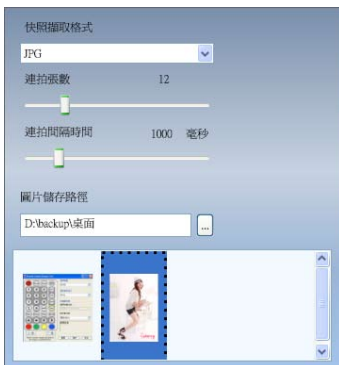 快照擷取格式
JPG
連拍張數 12
連拍間隔時間 1000 毫秒
圖片儲存路徑
D:\backup\桌面
...